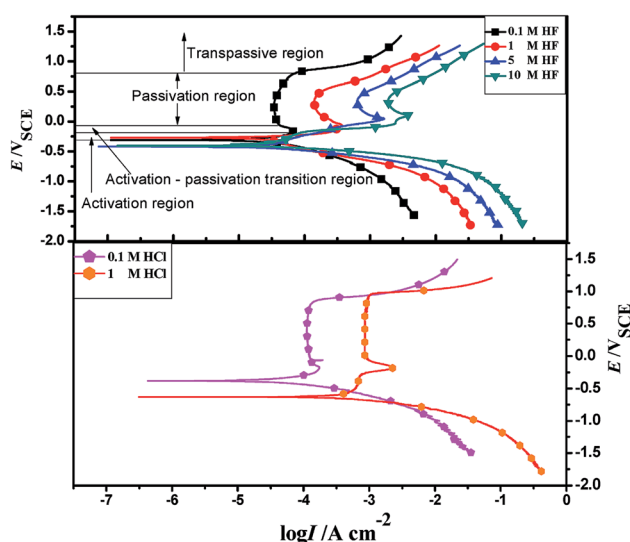 1.5
1.0
0.5
0.0
-0.5
-1.0
-1.5
-2.0
E /V_SCE
Transpassive region
Passivation region
Activation - passivation transition region
Activation region
0.1 M HF
1 M HF
5 M HF
10 M HF
0.1 M HCl
1 M HCl
1.5
1.0
0.5
0.0
-0.5
-1.0
-1.5
-2.0
E /V_SCE
-7 -6 -5 -4 -3 -2 -1 0
logI /A cm⁻²